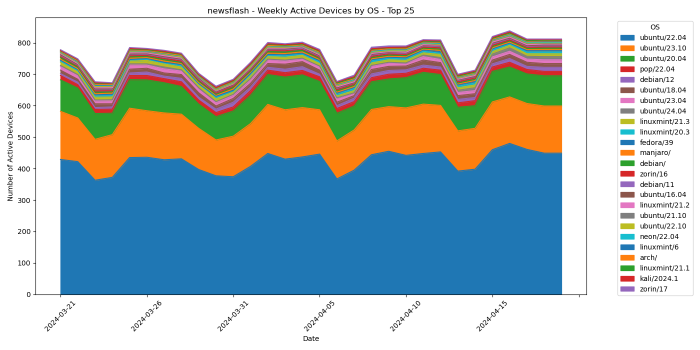 newsflash - Weekly Active Devices by OS - Top 25
Number of Active Devices
800
700
600
500
400
300
200
100
0
2024-03-21
2024-03-26
2024-03-31
2024-04-05
2024-04-10
2024-04-15
Date
OS
ubuntu/22.04
ubuntu/23.10
ubuntu/20.04
pop/22.04
debian/12
ubuntu/18.04
ubuntu/23.04
ubuntu/24.04
linuxmint/21.3
linuxmint/20.3
fedora/39
manjaro/
debian/
zorin/16
debian/11
ubuntu/16.04
linuxmint/21.2
ubuntu/21.10
ubuntu/22.10
neon/22.04
linuxmint/6
arch/
linuxmint/21.1
kali/2024.1
zorin/17